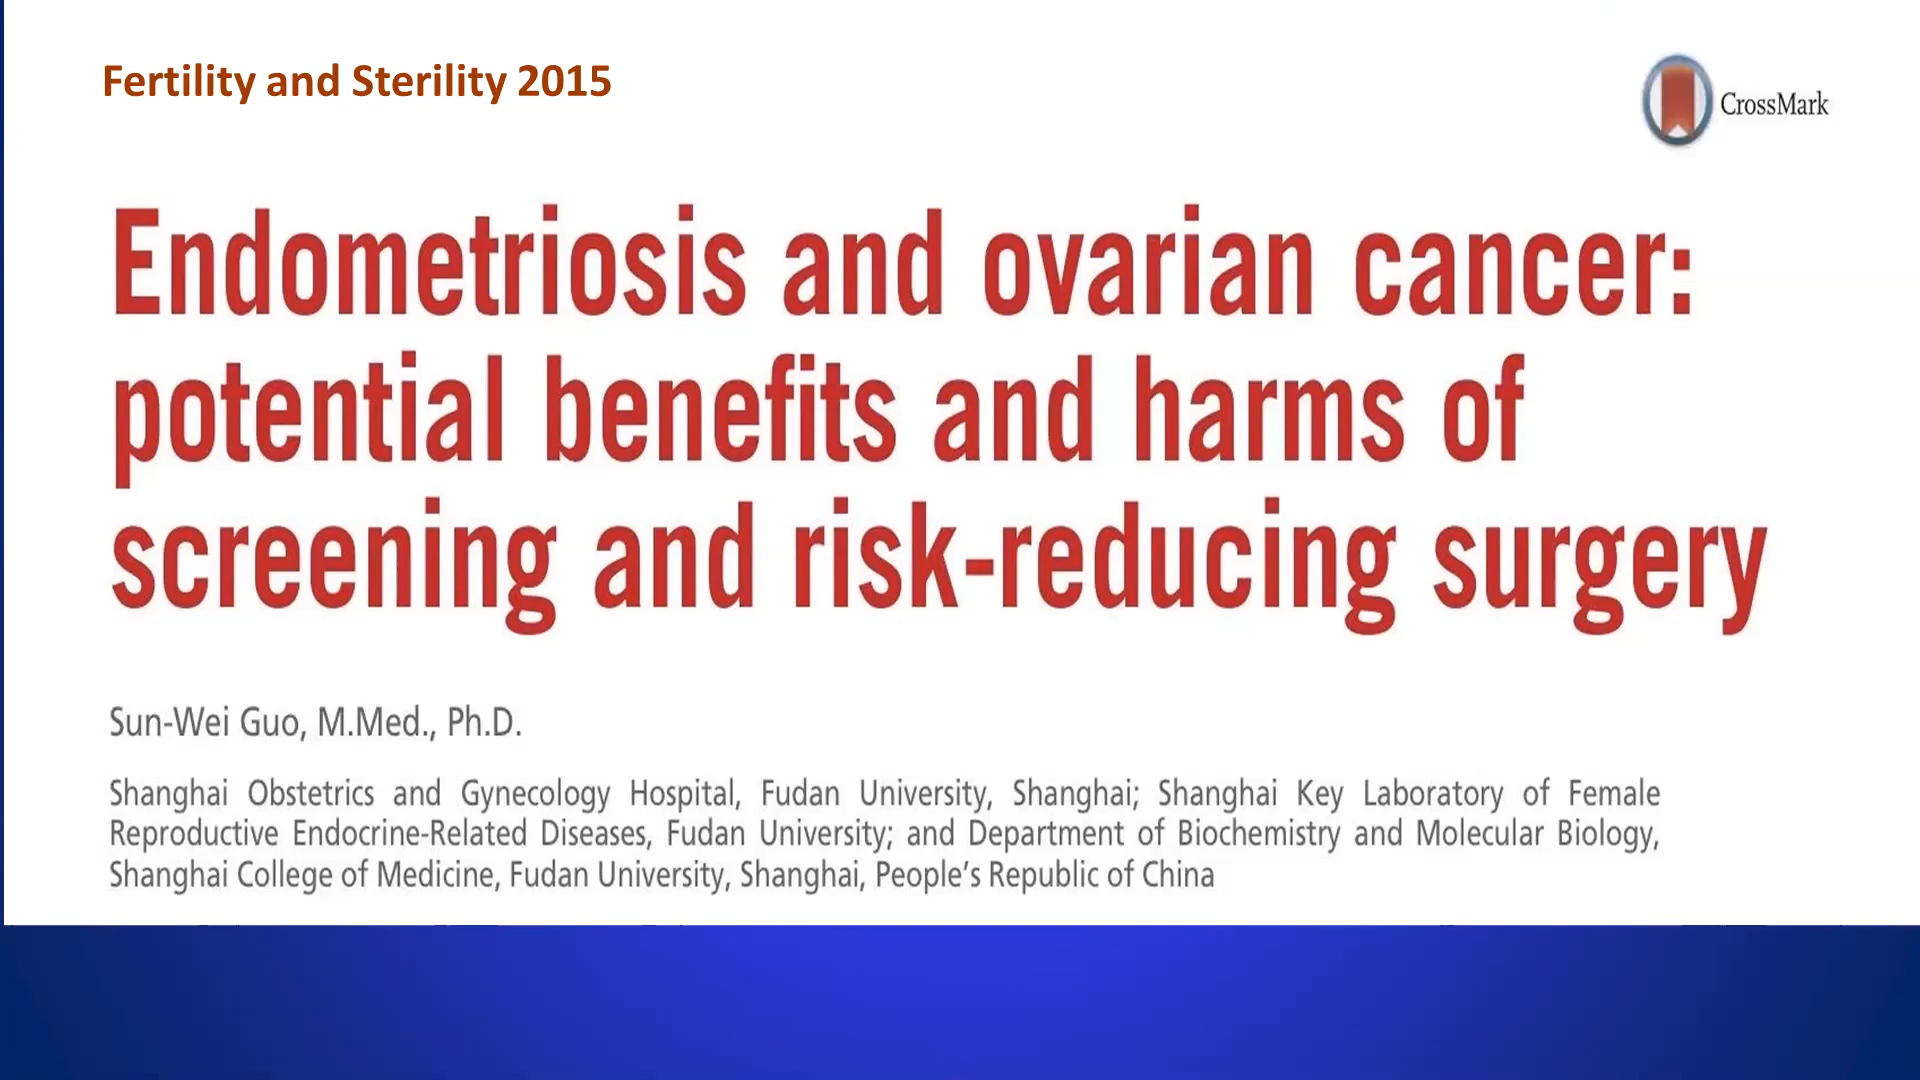 Fertility and Sterility 2015
CrossMark
Endometriosis and ovarian cancer:
potential benefits and harms of
screening and risk-reducing surgery
Sun-Wei Guo, M.Med., Ph.D.
Shanghai Obstetrics and Gynecology Hospital, Fudan University, Shanghai; Shanghai Key Laboratory of Female
Reproductive Endocrine-Related Diseases, Fudan University; and Department of Biochemistry and Molecular Biology,
Shanghai College of Medicine, Fudan University, Shanghai, People’s Republic of China